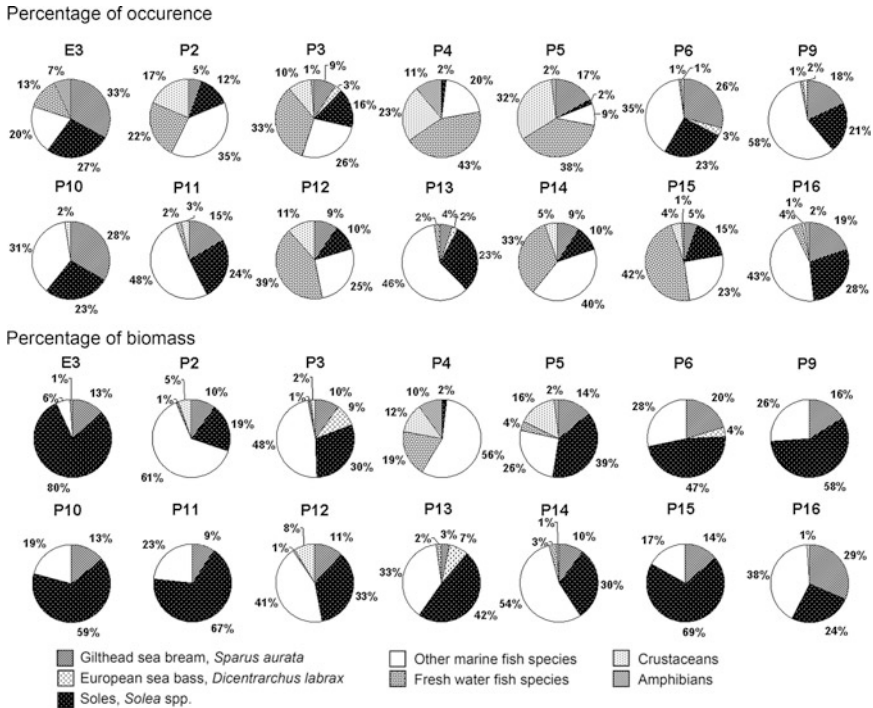 Percentage of occurence
E3 P2 P3 P4 P5 P6 P9
7% 13% 33% 20% 27%
17% 5% 12% 22% 35%
10% 1% 9% 3% 16% 33% 26%
11% 2% 20% 23% 43%
2% 17% 32% 2% 9% 38%
1% 1% 26% 35% 3% 23%
1% 2% 18% 21% 58%
P10 P11 P12 P13 P14 P15 P16
2% 28% 31% 23%
2% 3% 15% 48% 24%
11% 9% 10% 39% 25%
2% 4% 2% 23% 46%
5% 9% 10% 33% 40%
1% 4% 5% 15% 42% 23%
1% 4% 2% 19% 43% 28%
Percentage of biomass
E3 P2 P3 P4 P5 P6 P9
1% 13% 6% 80%
5% 10% 1% 19% 61%
2% 10% 1% 9% 48% 30%
10% 2% 12% 19% 56%
16% 2% 14% 4% 26% 39%
20% 28% 4% 47%
16% 26% 58%
P10 P11 P12 P13 P14 P15 P16
19% 13% 59%
9% 23% 67%
8% 11% 1% 33% 41%
2% 3% 7% 33% 42%
1% 10% 3% 30% 54%
17% 14% 69%
1% 29% 38% 24%
Gilthead sea bream, Sparus aurata
European sea bass, Dicentrarchus labrax
Soles, Solea spp.
Other marine fish species
Fresh water fish species
Crustaceans
Amphibians